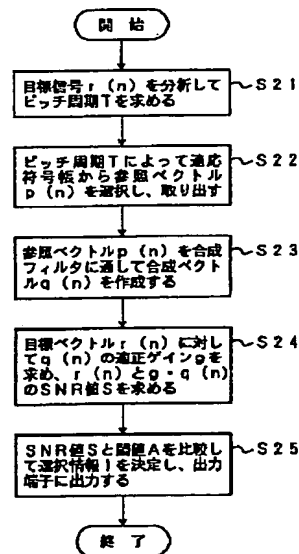 開始
目標信号r(n)を分析して
ピッチ周期Tを求める
S21
ピッチ周期Tによって適応
符号帳から参照ベクトル
p(n)を選択し、取り出す
S22
参照ベクトルp(n)を合成
フィルタに通して合成ベクト
ルq(n)を作成する
S23
目標ベクトルr(n)に対し
てq(n)の適正ゲインgを
求め、r(n)とg・q(n)
のSNR値Sを求める
S24
SNR値Sと閾値Aを比較し
て選択情報Iを決定し、出力
端子に出力する
S25
終了